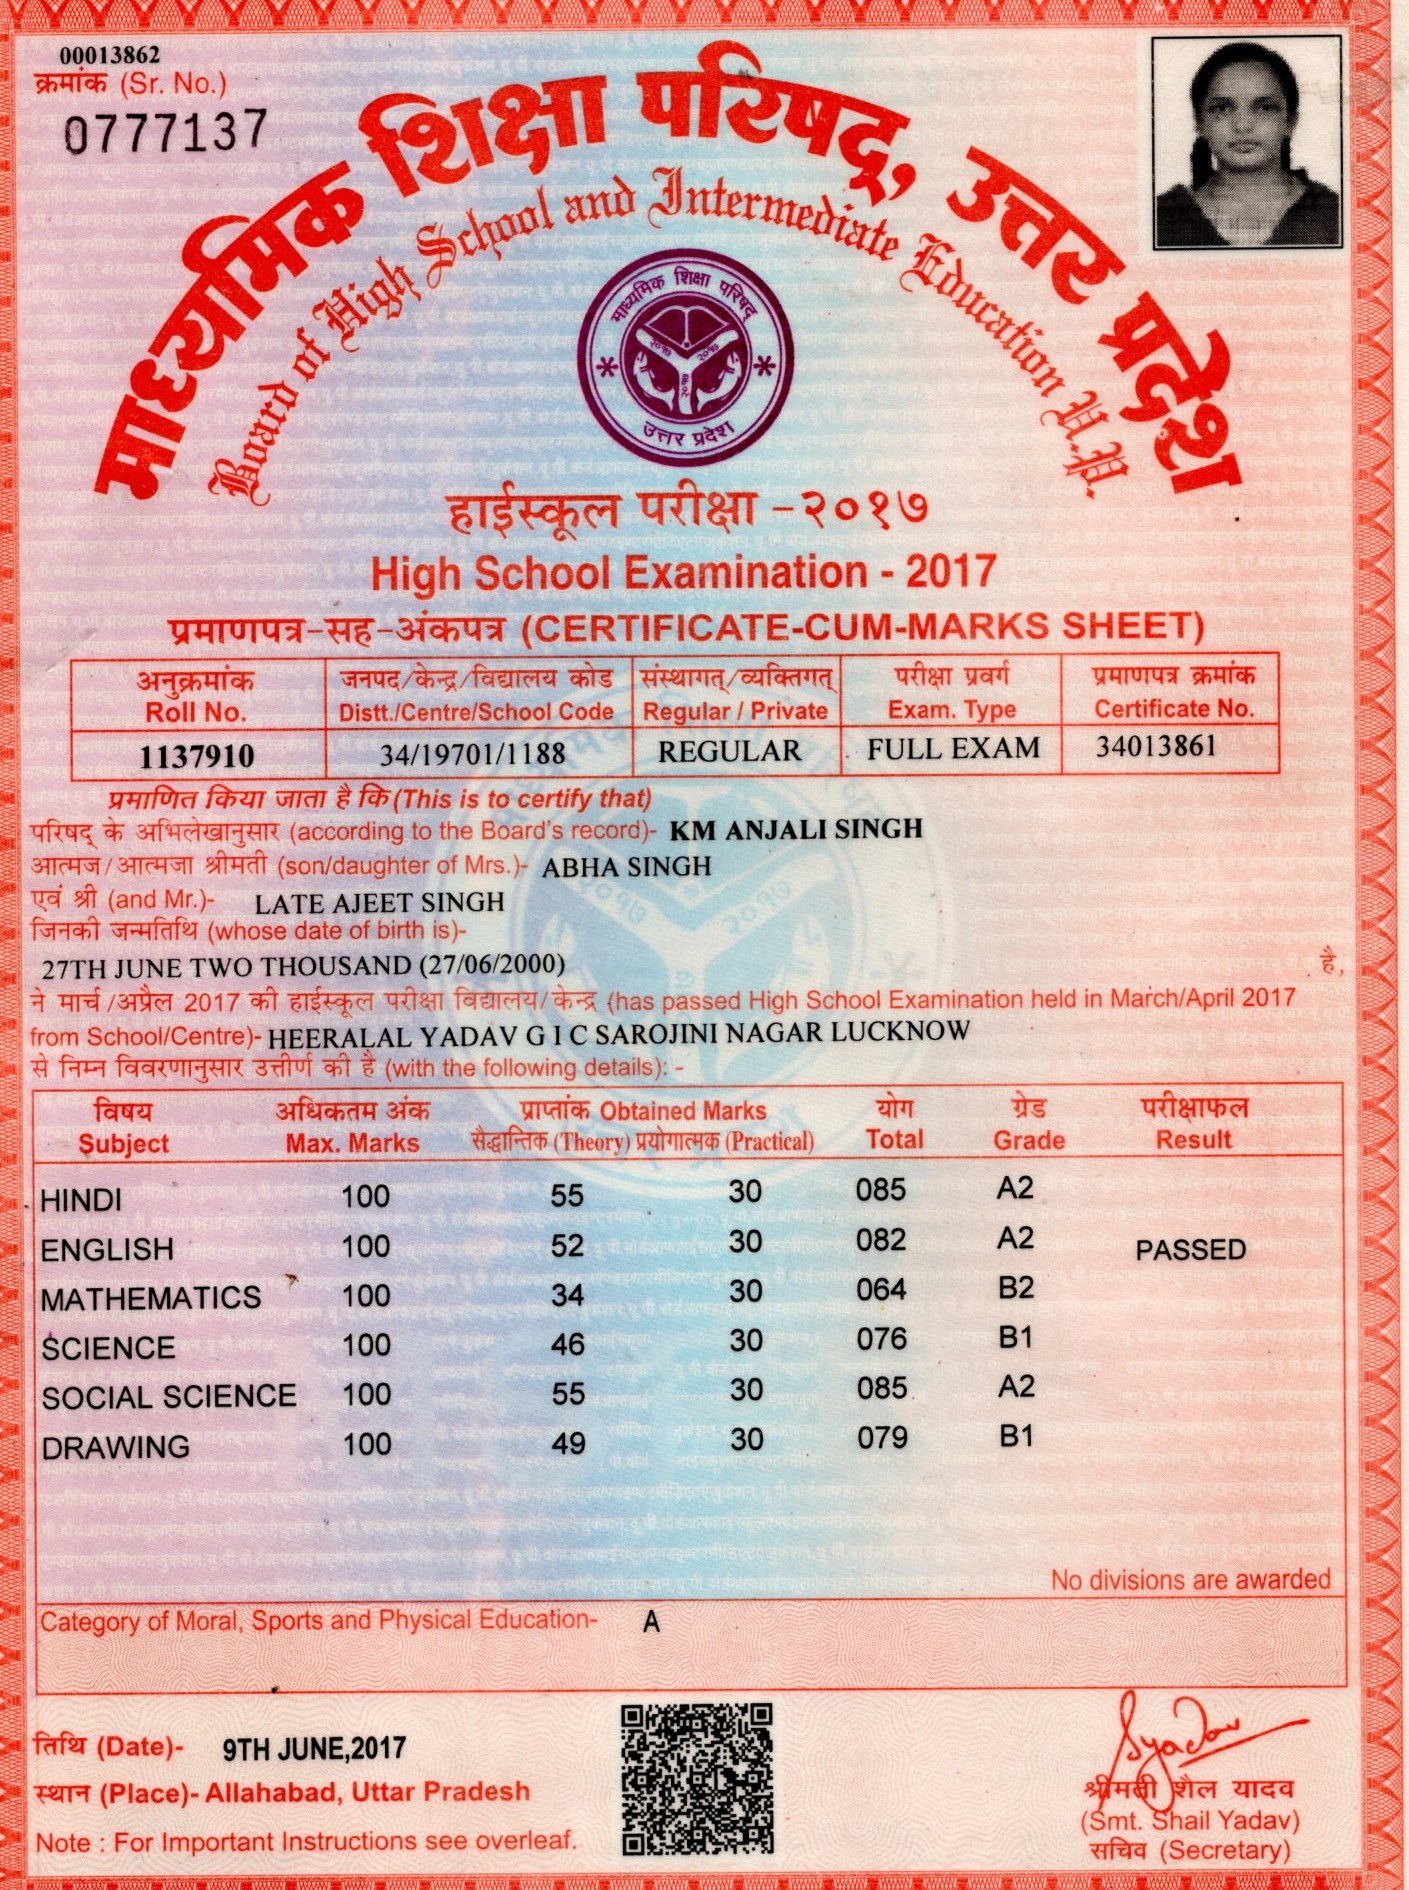 00013862
क्रमांक (Sr. No.)
0777137
माध्यमिक शिक्षा परिषद्, उत्तर प्रदेश
Board of High School and Intermediate Education U.P.
माध्यमिक शिक्षा परिषद्
२०१७ २०१७
२०१७
उत्तर प्रदेश
हाईस्कूल परीक्षा -२०१७
High School Examination - 2017
प्रमाणपत्र-सह-अंकपत्र (CERTIFICATE-CUM-MARKS SHEET)
अनुक्रमांक जनपद/केन्द्र/विद्यालय कोड संस्थागत्/व्यक्तिगत् परीक्षा प्रवर्ग प्रमाणपत्र क्रमांक
Roll No. Distt./Centre/School Code Regular / Private Exam. Type Certificate No.
1137910 34/19701/1188 REGULAR FULL EXAM 34013861
प्रमाणित किया जाता है कि (This is to certify that)
परिषद् के अभिलेखानुसार (according to the Board's record)- KM ANJALI SINGH
आत्मज/आत्मजा श्रीमती (son/daughter of Mrs.)- ABHA SINGH
एवं श्री (and Mr.)- LATE AJEET SINGH
जिनकी जन्मतिथि (whose date of birth is)-
27TH JUNE TWO THOUSAND (27/06/2000) है,
ने मार्च/अप्रैल 2017 की हाईस्कूल परीक्षा विद्यालय/केन्द्र (has passed High School Examination held in March/April 2017
from School/Centre)- HEERALAL YADAV G I C SAROJINI NAGAR LUCKNOW
से निम्न विवरणानुसार उत्तीर्ण की है (with the following details): -
विषय अधिकतम अंक प्राप्तांक Obtained Marks योग ग्रेड परीक्षाफल
Subject Max. Marks सैद्धान्तिक (Theory) प्रयोगात्मक (Practical) Total Grade Result
HINDI 100 55 30 085 A2
ENGLISH 100 52 30 082 A2 PASSED
MATHEMATICS 100 34 30 064 B2
SCIENCE 100 46 30 076 B1
SOCIAL SCIENCE 100 55 30 085 A2
DRAWING 100 49 30 079 B1
No divisions are awarded
Category of Moral, Sports and Physical Education- A
तिथि (Date)- 9TH JUNE,2017
स्थान (Place)- Allahabad, Uttar Pradesh
Note : For Important Instructions see overleaf.
Syadav
श्रीमती शैल यादव
(Smt. Shail Yadav)
सचिव (Secretary)